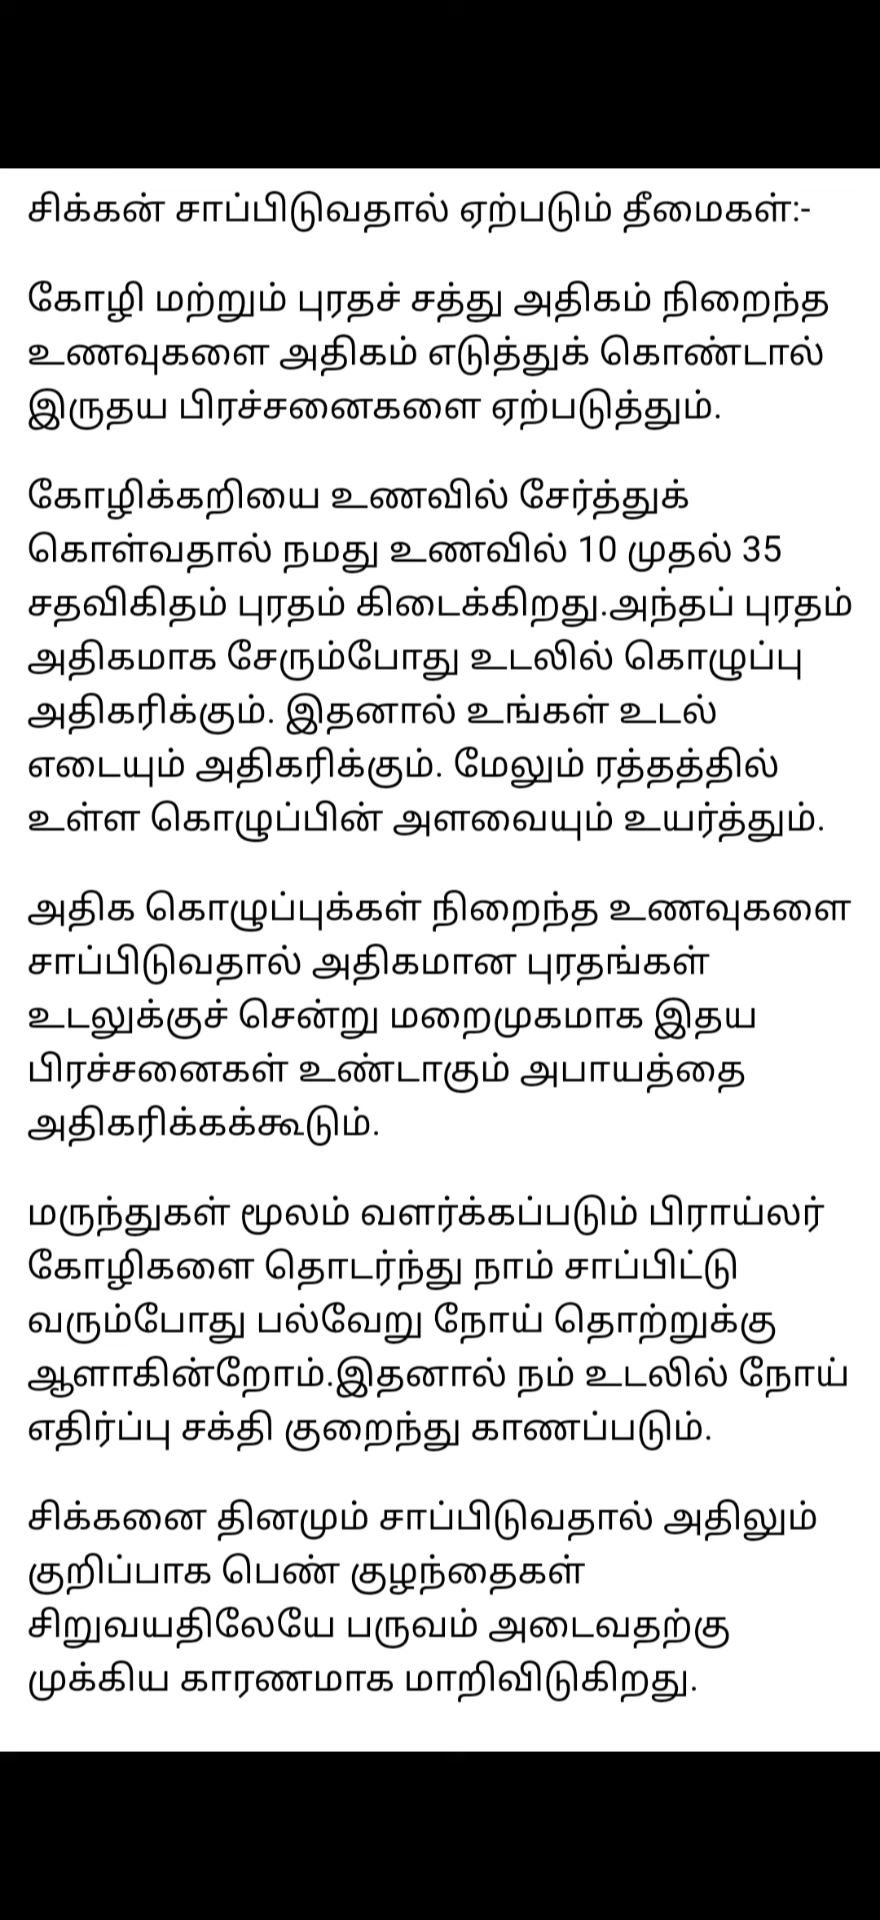 சிக்கன் சாப்பிடுவதால் ஏற்படும் தீமைகள்:-
கோழி மற்றும் புரதச் சத்து அதிகம் நிறைந்த
உணவுகளை அதிகம் எடுத்துக் கொண்டால்
இருதய பிரச்சனைகளை ஏற்படுத்தும்.
கோழிக்கறியை உணவில் சேர்த்துக்
கொள்வதால் நமது உணவில் 10 முதல் 35
சதவிகிதம் புரதம் கிடைக்கிறது.அந்தப் புரதம்
அதிகமாக சேரும்போது உடலில் கொழுப்பு
அதிகரிக்கும். இதனால் உங்கள் உடல்
எடையும் அதிகரிக்கும். மேலும் ரத்தத்தில்
உள்ள கொழுப்பின் அளவையும் உயர்த்தும்.
அதிக கொழுப்புக்கள் நிறைந்த உணவுகளை
சாப்பிடுவதால் அதிகமான புரதங்கள்
உடலுக்குச் சென்று மறைமுகமாக இதய
பிரச்சனைகள் உண்டாகும் அபாயத்தை
அதிகரிக்கக்கூடும்.
மருந்துகள் மூலம் வளர்க்கப்படும் பிராய்லர்
கோழிகளை தொடர்ந்து நாம் சாப்பிட்டு
வரும்போது பல்வேறு நோய் தொற்றுக்கு
ஆளாகின்றோம்.இதனால் நம் உடலில் நோய்
எதிர்ப்பு சக்தி குறைந்து காணப்படும்.
சிக்கனை தினமும் சாப்பிடுவதால் அதிலும்
குறிப்பாக பெண் குழந்தைகள்
சிறுவயதிலேயே பருவம் அடைவதற்கு
முக்கிய காரணமாக மாறிவிடுகிறது.